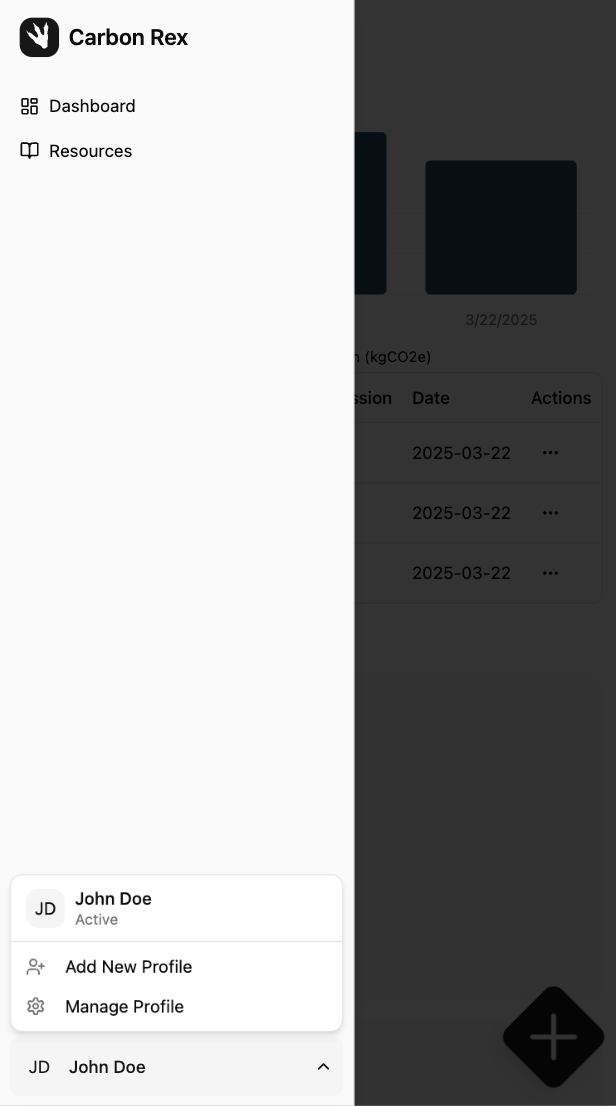 Carbon Rex
Dashboard
Resources
3/22/2025
(kgCO2e)
Date Actions
2025-03-22 ...
2025-03-22 ...
2025-03-22 ...
JD John Doe
Active
Add New Profile
Manage Profile
JD John Doe